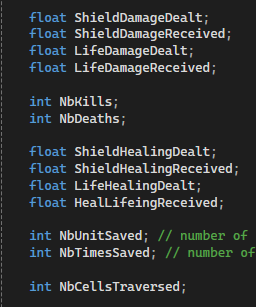 float ShieldDamageDealt;
float ShieldDamageReceived;
float LifeDamageDealt;
float LifeDamageReceived;
int NbKills;
int NbDeaths;
float ShieldHealingDealt;
float ShieldHealingReceived;
float LifeHealingDealt;
float HealLifeingReceived;
int NbUnitSaved; // number of
int NbTimesSaved; // number of
int NbCellsTraversed;